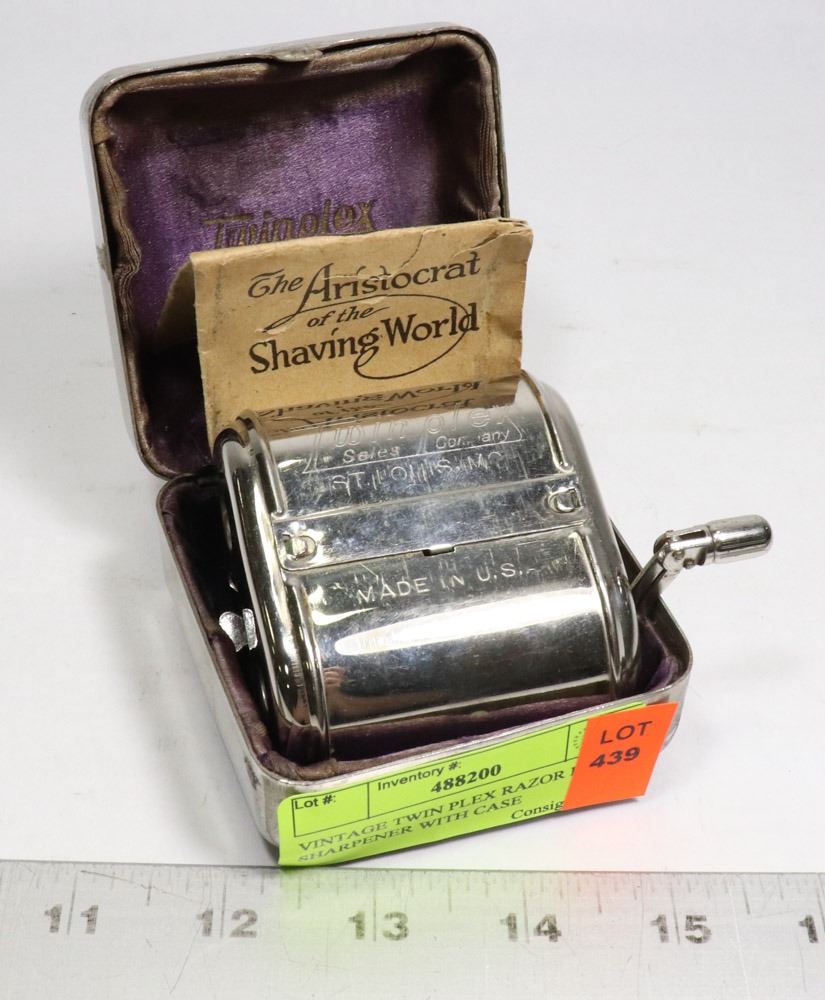 Twinplex
The Aristocrat
of the
Shaving World
Twinplex
Sales Company
ST. LOUIS, MO.
MADE IN U.S.A.
LOT
439
Lot #:
Inventory #:
488200
VINTAGE TWIN PLEX RAZOR
SHARPENER WITH CASE
Consig
11 12 13 14 15 1